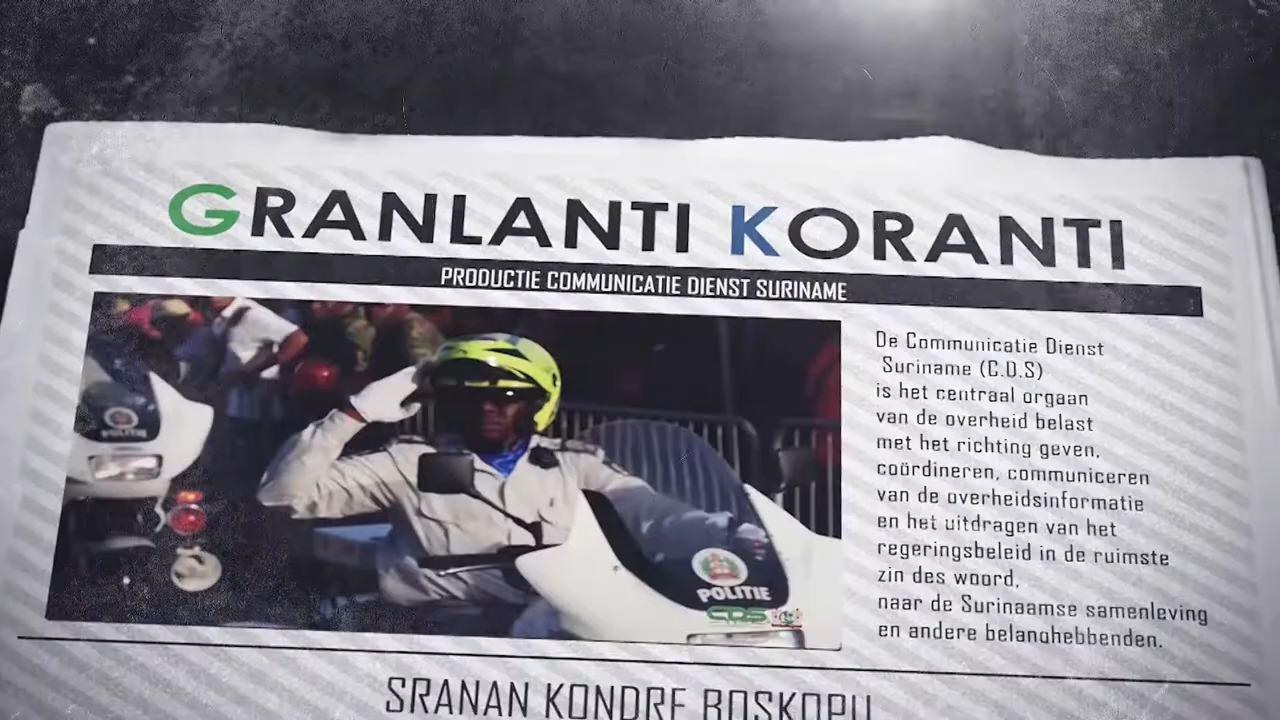 GRANLANTI KORANTI
PRODUCTIE COMMUNICATIE DIENST SURINAME
De Communicatie Dienst
Suriname (C.D.S)
is het centraal orgaan
van de overheid belast
met het richting geven,
coördineren, communiceren
van de overheidsinformatie
en het uitdragen van het
regeringsbeleid in de ruimste
zin des woord,
naar de Surinaamse samenleving
en andere belanghebbenden.
POLITIE
POLITIE
CDS
SRANAN KONDRE BOSKOPU